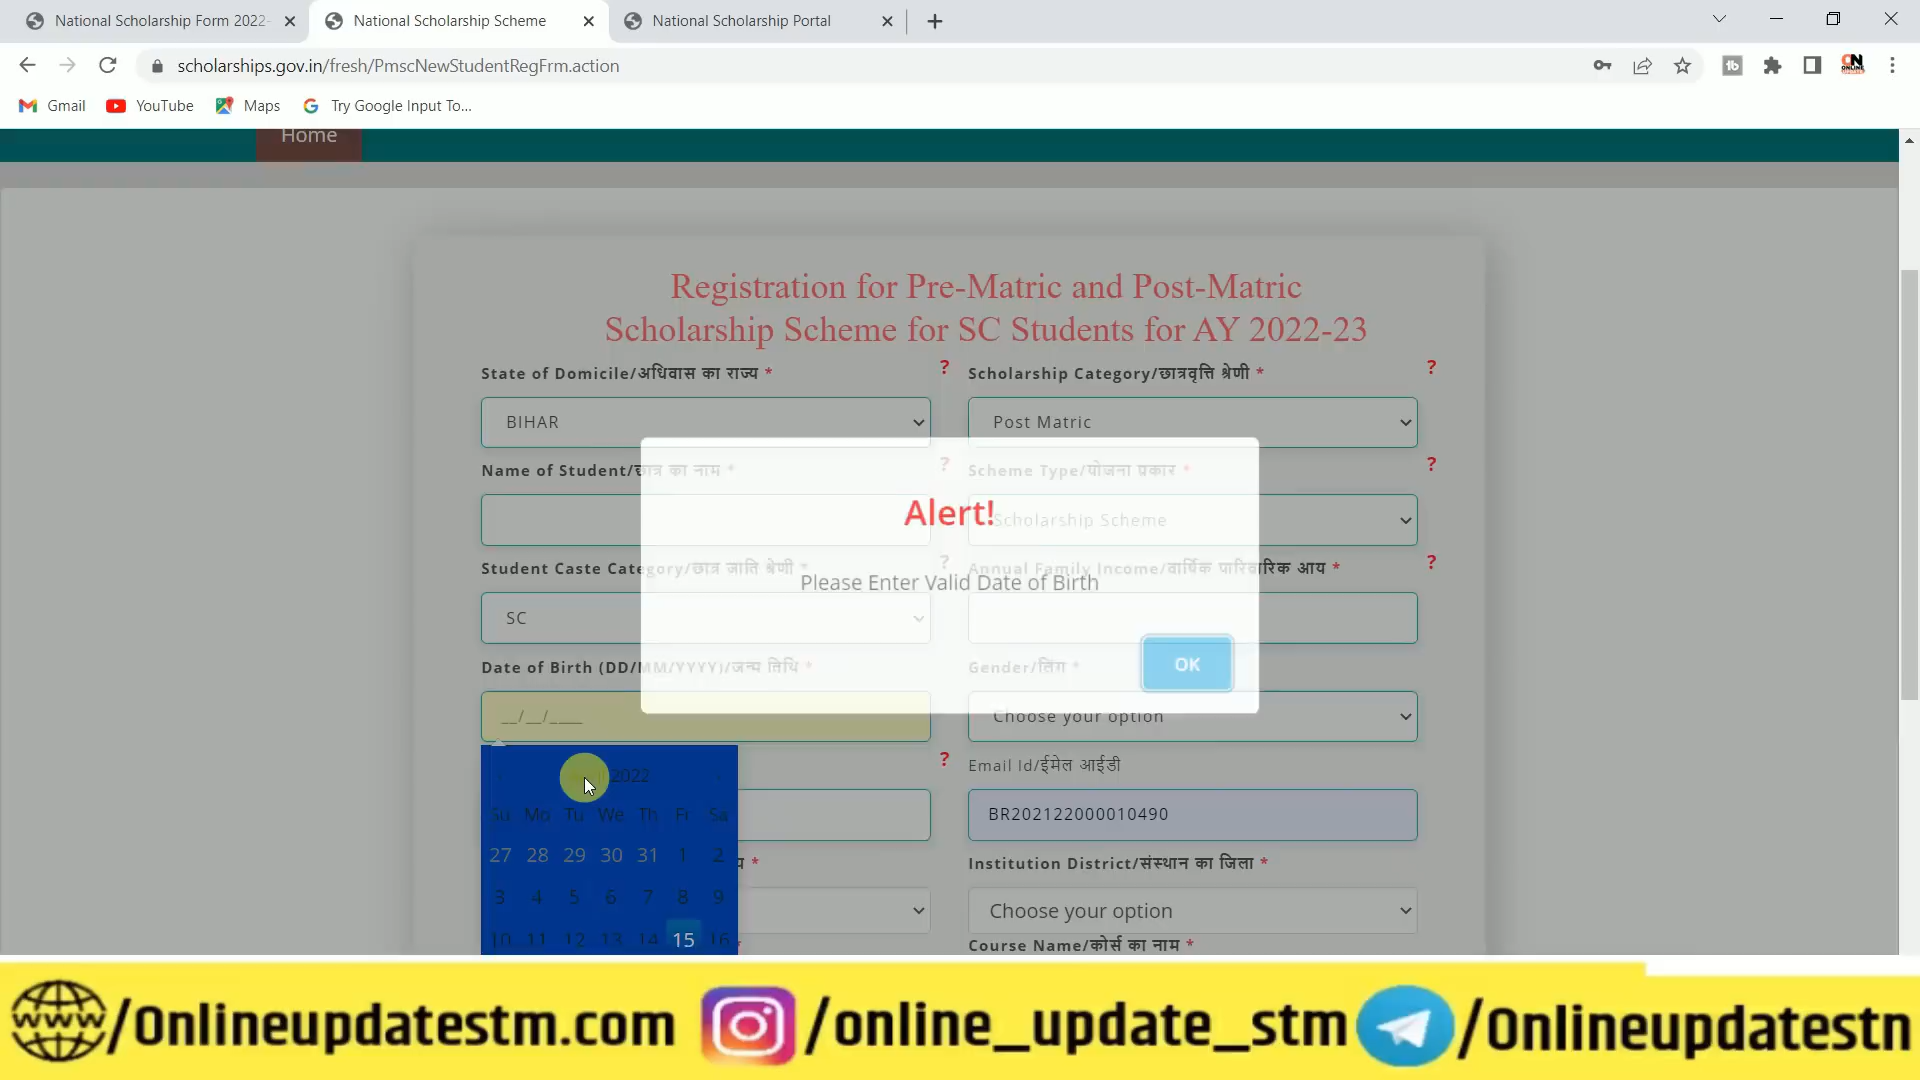 National Scholarship Form 2022-
National Scholarship Scheme
National Scholarship Portal
scholarships.gov.in/fresh/PmscNewStudentRegFrm.action
Gmail
YouTube
Maps
Try Google Input To...
Home
Registration for Pre-Matric and Post-Matric
Scholarship Scheme for SC Students for AY 2022-23
State of Domicile/अधिवास का राज्य * ?
Scholarship Category/छात्रवृत्ति श्रेणी * ?
BIHAR
Post Matric
Name of Student/छात्र का नाम * ?
Scheme Type/योजना प्रकार * ?
Alert!
Scholarship Scheme
Student Caste Category/छात्र जाति श्रेणी * ?
Annual Family Income/वार्षिक पारिवारिक आय * ?
Please Enter Valid Date of Birth
SC
OK
Date of Birth (DD/MM/YYYY)/जन्म तिथि *
Gender/लिंग *
__/__/____
Choose your option
?
Email Id/ईमेल आईडी
2022
Su Mo Tu We Th Fr Sa
BR202122000010490
27 28 29 30 31 1 2
*
Institution District/संस्थान का जिला *
3 4 5 6 7 8 9
Choose your option
10 11 12 13 14 15 16
*
Course Name/कोर्स का नाम *
www
/Onlineupdatestm.com
/online_update_stm
/Onlineupdatestn